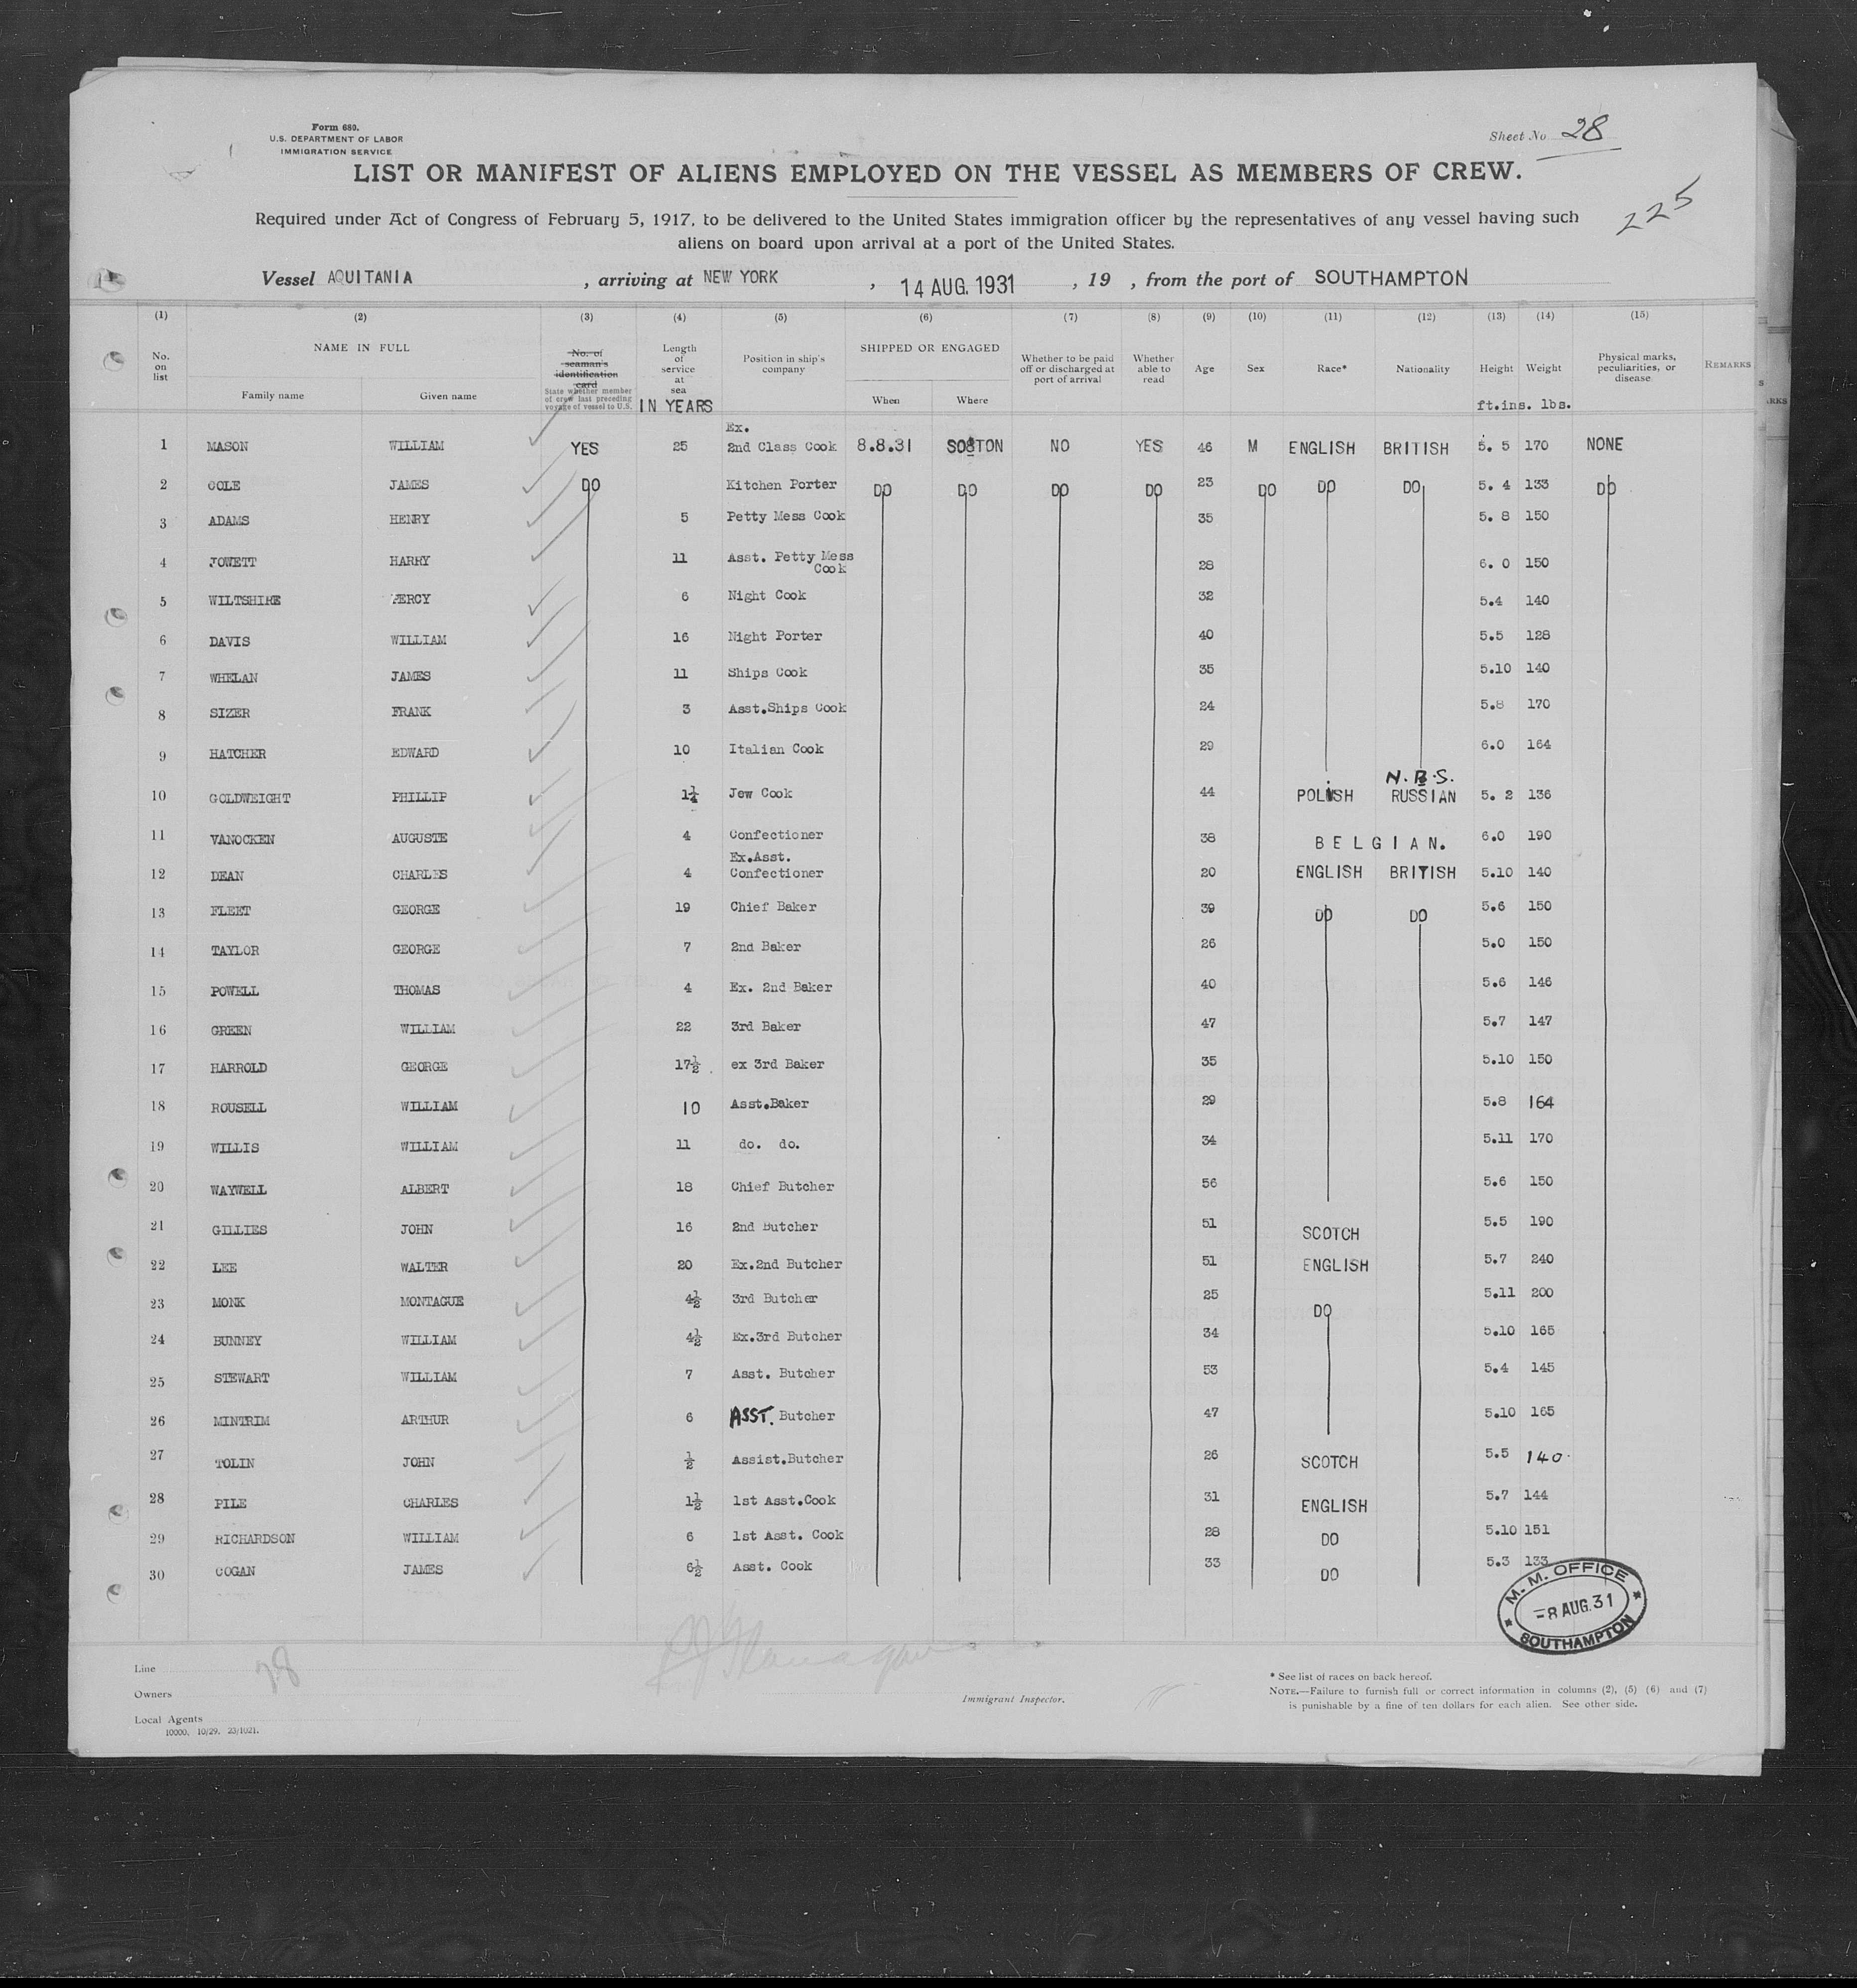 Form 680.
U.S. DEPARTMENT OF LABOR
IMMIGRATION SERVICE
Sheet No. 28
LIST OR MANIFEST OF ALIENS EMPLOYED ON THE VESSEL AS MEMBERS OF CREW.
225
Required under Act of Congress of February 5, 1917, to be delivered to the United States immigration officer by the representatives of any vessel having such
aliens on board upon arrival at a port of the United States.
Vessel AQUITANIA , arriving at NEW YORK , 14 AUG. 1931 , 19 , from the port of SOUTHAMPTON
(1) (2) (3) (4) (5) (6) (7) (8) (9) (10) (11) (12) (13) (14) (15)
No. on list
NAME IN FULL
Family name
Given name
No. of seaman's identification card
State whether member of crew last preceding voyage of vessel to U.S.
Length of service at sea
IN YEARS
Position in ship's company
SHIPPED OR ENGAGED
When
Where
Whether to be paid off or discharged at port of arrival
Whether able to read
Age
Sex
Race*
Nationality
Height
ft.ins.
Weight
lbs.
Physical marks, peculiarities, or disease
REMARKS
1 MASON WILLIAM YES 25 Ex. 2nd Class Cook 8.8.31 SO8TON NO YES 46 M ENGLISH BRITISH 5. 5 170 NONE
2 COLE JAMES DO Kitchen Porter DO DO DO DO 23 DO DO DO 5. 4 133 DO
3 ADAMS HENRY 5 Petty Mess Cook 35 5. 8 150
4 JOWETT HARRY 11 Asst. Petty Mess Cook 28 6. 0 150
5 WILTSHIRE PERCY 6 Night Cook 32 5.4 140
6 DAVIS WILLIAM 16 Night Porter 40 5.5 128
7 WHELAN JAMES 11 Ships Cook 35 5.10 140
8 SIZER FRANK 3 Asst.Ships Cook 24 5.8 170
9 HATCHER EDWARD 10 Italian Cook 29 6.0 164
10 GOLDWEIGHT PHILLIP 1¼ Jew Cook 44 POLISH N.B.S. RUSSIAN 5. 2 136
11 VANOCKEN AUGUSTE 4 Confectioner 38 BELGIAN. 6.0 190
12 DEAN CHARLES 4 Ex.Asst. Confectioner 20 ENGLISH BRITISH 5.10 140
13 FLEET GEORGE 19 Chief Baker 39 DO DO 5.6 150
14 TAYLOR GEORGE 7 2nd Baker 26 5.0 150
15 POWELL THOMAS 4 Ex. 2nd Baker 40 5.6 146
16 GREEN WILLIAM 22 3rd Baker 47 5.7 147
17 HARROLD GEORGE 17½ ex 3rd Baker 35 5.10 150
18 ROUSELL WILLIAM 10 Asst.Baker 29 5.8 164
19 WILLIS WILLIAM 11 do. do. 34 5.11 170
20 WAYWELL ALBERT 18 Chief Butcher 56 5.6 150
21 GILLIES JOHN 16 2nd Butcher 51 SCOTCH 5.5 190
22 LEE WALTER 20 Ex.2nd Butcher 51 ENGLISH 5.7 240
23 MONK MONTAGUE 4½ 3rd Butcher 25 DO 5.11 200
24 BUNNEY WILLIAM 4½ Ex.3rd Butcher 34 5.10 165
25 STEWART WILLIAM 7 Asst. Butcher 53 5.4 145
26 MINTRIM ARTHUR 6 ASST. Butcher 47 5.10 165
27 TOLIN JOHN ½ Assist.Butcher 26 SCOTCH 5.5 140
28 PILE CHARLES 1½ 1st Asst.Cook 31 ENGLISH 5.7 144
29 RICHARDSON WILLIAM 6 1st Asst. Cook 28 DO 5.10 151
30 COGAN JAMES 6½ Asst. Cook 33 DO 5.3 133
M. M. OFFICE
-8 AUG.31
SOUTHAMPTON
Line 28
Owners
Local Agents
10000. 10/29. 23/1021.
Immigrant Inspector.
* See list of races on back hereof.
NOTE.—Failure to furnish full or correct information in columns (2), (5) (6) and (7)
is punishable by a fine of ten dollars for each alien. See other side.